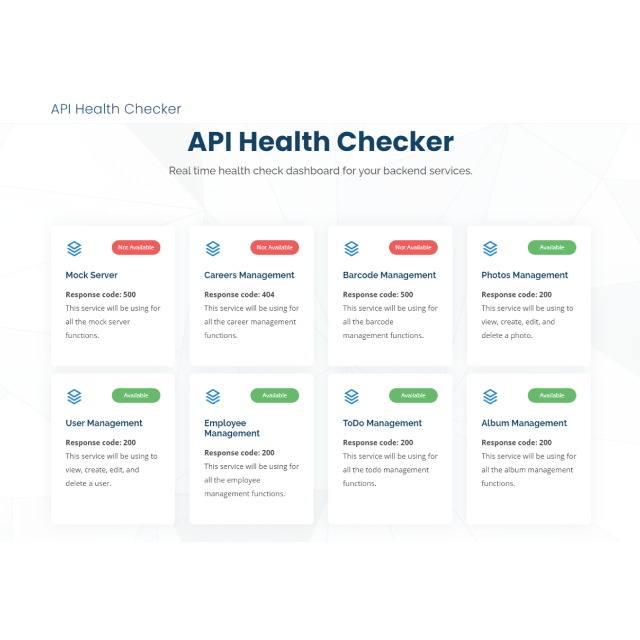 API Health Checker
API Health Checker
Real time health check dashboard for your backend services.
Not Available
Mock Server
Response code: 500
This service will be using for
all the mock server
functions.
Not Available
Careers Management
Response code: 404
This service will be using for
all the career management
functions.
Not Available
Barcode Management
Response code: 500
This service will be using for
all the barcode
management functions.
Available
Photos Management
Response code: 200
This service will be using to
view, create, edit, and
delete a photo.
Available
User Management
Response code: 200
This service will be using to
view, create, edit, and
delete a user.
Available
Employee
Management
Response code: 200
This service will be using for
all the employee
management functions.
Available
ToDo Management
Response code: 200
This service will be using for
all the todo management
functions.
Available
Album Management
Response code: 200
This service will be using for
all the album management
functions.